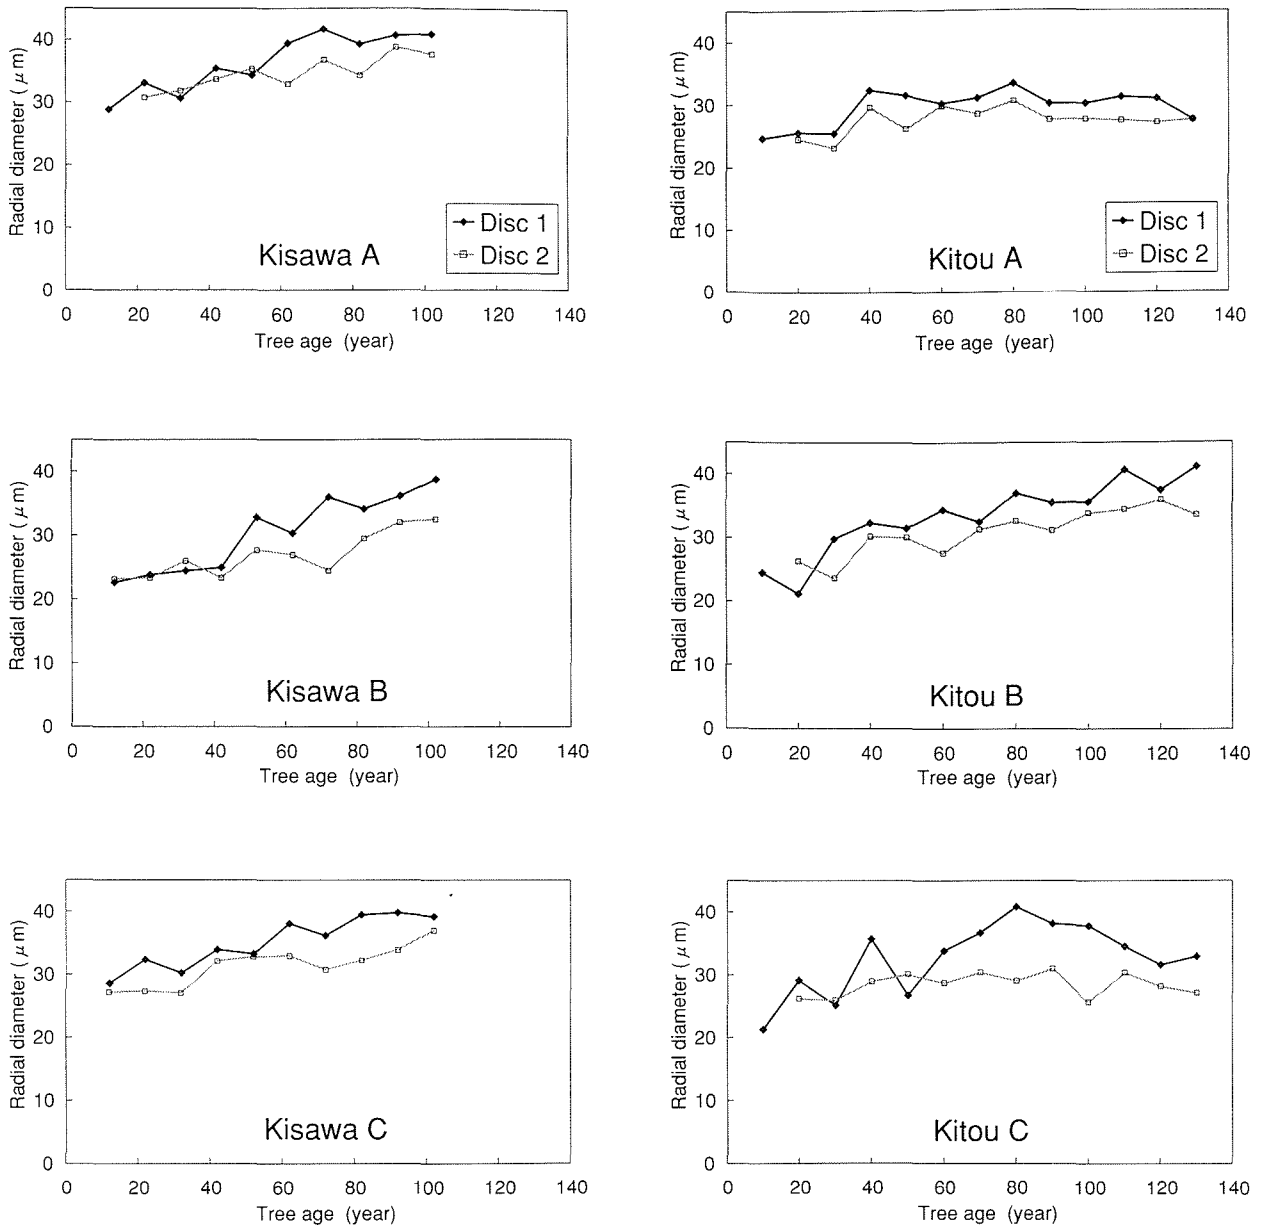 Radial diameter ( μ m)
40
30
20
10
0
0 20 40 60 80 100 120 140
Tree age (year)
Kisawa A
Disc 1
Disc 2
Radial diameter ( μ m)
40
30
20
10
0
0 20 40 60 80 100 120 140
Tree age (year)
Kitou A
Disc 1
Disc 2
Radial diameter ( μ m)
40
30
20
10
0
0 20 40 60 80 100 120 140
Tree age (year)
Kisawa B
Radial diameter ( μ m)
40
30
20
10
0
0 20 40 60 80 100 120 140
Tree age (year)
Kitou B
Radial diameter ( μ m)
40
30
20
10
0
0 20 40 60 80 100 120 140
Tree age (year)
Kisawa C
Radial diameter ( μ m)
40
30
20
10
0
0 20 40 60 80 100 120 140
Tree age (year)
Kitou C